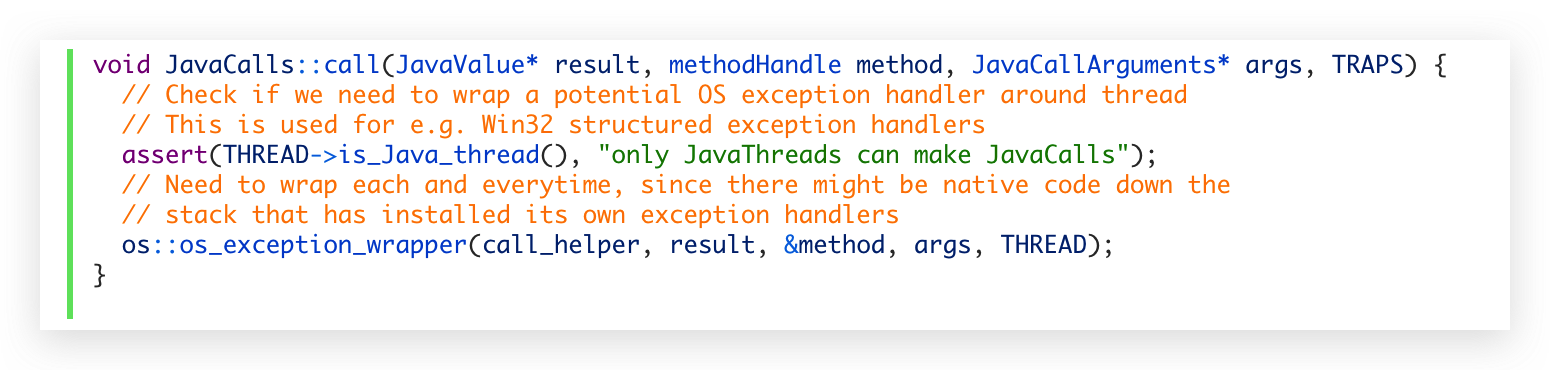 void JavaCalls::call(JavaValue* result, methodHandle method, JavaCallArguments* args, TRAPS) {
  // Check if we need to wrap a potential OS exception handler around thread
  // This is used for e.g. Win32 structured exception handlers
  assert(THREAD->is_Java_thread(), "only JavaThreads can make JavaCalls");
  // Need to wrap each and everytime, since there might be native code down the
  // stack that has installed its own exception handlers
  os::os_exception_wrapper(call_helper, result, &method, args, THREAD);
}